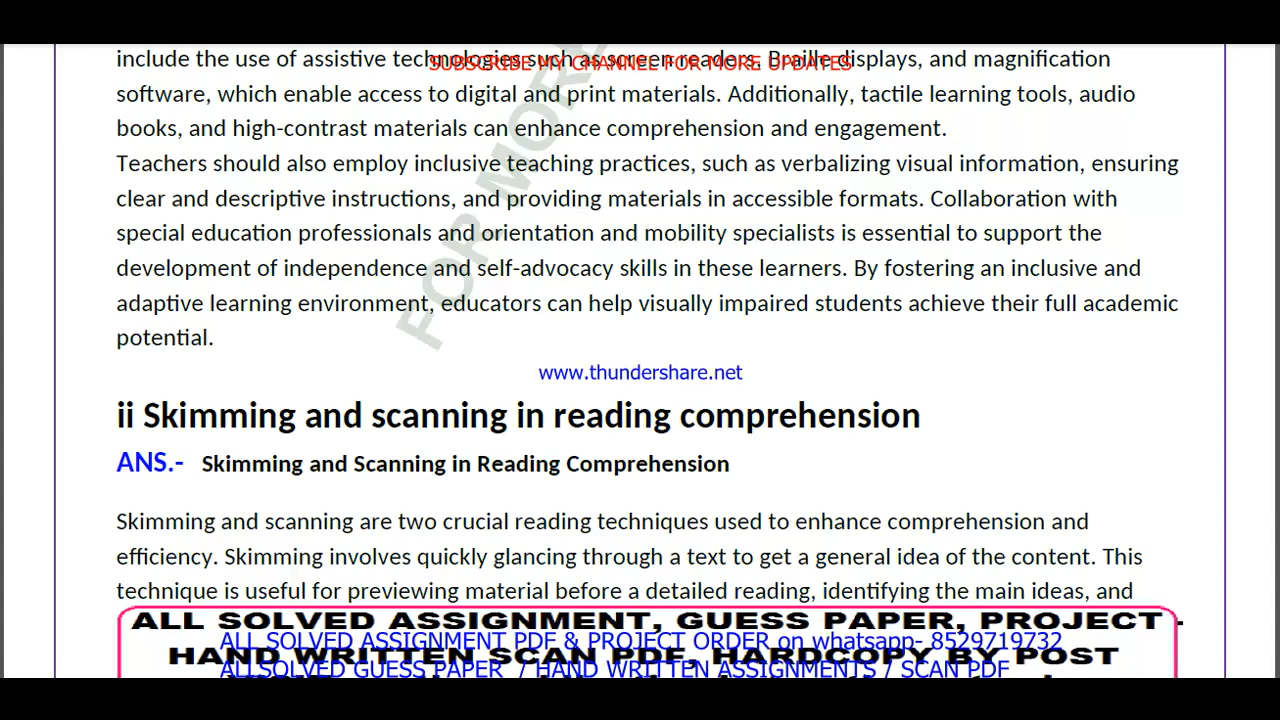 include the use of assistive technologies such as screen readers, Braille displays, and magnification
SUBSCRIBE MY CHANNEL FOR MORE UPDATES
software, which enable access to digital and print materials. Additionally, tactile learning tools, audio
books, and high-contrast materials can enhance comprehension and engagement.
Teachers should also employ inclusive teaching practices, such as verbalizing visual information, ensuring
clear and descriptive instructions, and providing materials in accessible formats. Collaboration with
special education professionals and orientation and mobility specialists is essential to support the
development of independence and self-advocacy skills in these learners. By fostering an inclusive and
adaptive learning environment, educators can help visually impaired students achieve their full academic
potential.
FOR MORE
www.thundershare.net
ii Skimming and scanning in reading comprehension
ANS.- Skimming and Scanning in Reading Comprehension
Skimming and scanning are two crucial reading techniques used to enhance comprehension and
efficiency. Skimming involves quickly glancing through a text to get a general idea of the content. This
technique is useful for previewing material before a detailed reading, identifying the main ideas, and
ALL SOLVED ASSIGNMENT, GUESS PAPER, PROJECT -
ALL SOLVED ASSIGNMENT PDF & PROJECT ORDER on whatsapp- 8529719732
HAND WRITTEN SCAN PDF, HARDCOPY BY POST
ALLSOLVED GUESS PAPER / HAND WRITTEN ASSIGNMENTS / SCAN PDF